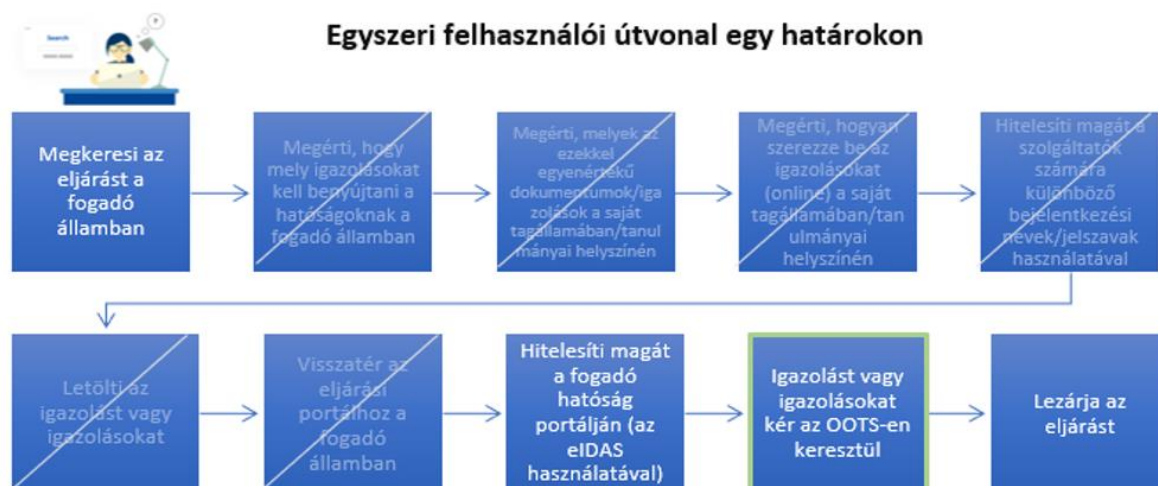 Search
?
Egyszeri felhasználói útvonal egy határokon
Megkeresi az
eljárást a
fogadó
államban
Megérti, hogy
mely igazolásokat
kell benyújtani a
hatóságoknak a
fogadó államban
Megérti, melyek az
ezekkel
egyenértékű
dokumentumok/iga
zolások a saját
tagállamában/tanul
mányai helyszínén
Megérti, hogyan
szerezze be az
igazolásokat
(online) a saját
tagállamában/tan
ulmányai
helyszínén
Hitelesíti magát a
szolgáltatók
számára
különböző
bejelentkezési
nevek/jelszavak
használatával
Letölti az
igazolást vagy
igazolásokat
Visszatér az
eljárási
portálhoz a
fogadó
államban
Hitelesíti magát
a fogadó
hatóság
portálján (az
eIDAS
használatával)
Igazolást vagy
igazolásokat
kér az OOTS-en
keresztül
Lezárja az
eljárást